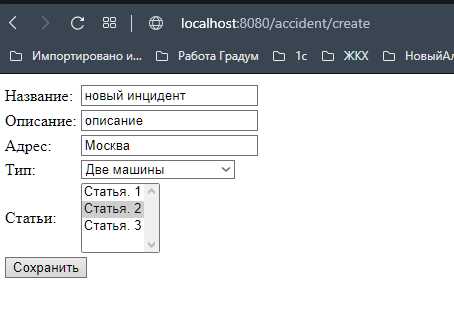 localhost:8080/accident/create
Импортировано и... Работа Градум 1с ЖКХ НовыйАл
Название: новый инцидент
Описание: описание
Адрес: Москва
Тип: Две машины
Статья. 1
Статьи: Статья. 2
Статья. 3
Сохранить